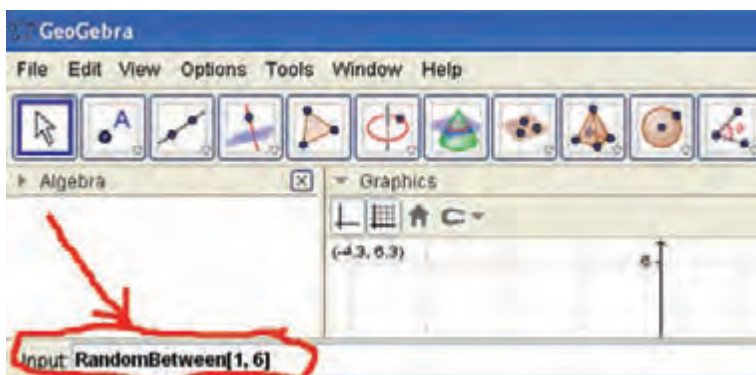 GeoGebra
File Edit View Options Tools Window Help
A
Algebra
Graphics
(-4.3, 6.3)
6
Input: RandomBetween[1, 6]